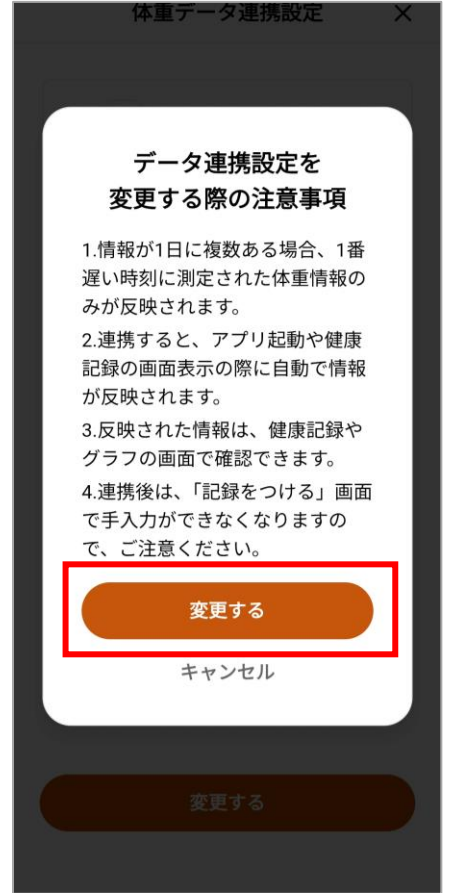 体重データ連携設定 ×
データ連携設定を
変更する際の注意事項
1.情報が1日に複数ある場合、1番
遅い時刻に測定された体重情報の
みが反映されます。
2.連携すると、アプリ起動や健康
記録の画面表示の際に自動で情報
が反映されます。
3.反映された情報は、健康記録や
グラフの画面で確認できます。
4.連携後は、「記録をつける」画面
で手入力ができなくなりますの
で、ご注意ください。
変更する
キャンセル
変更する